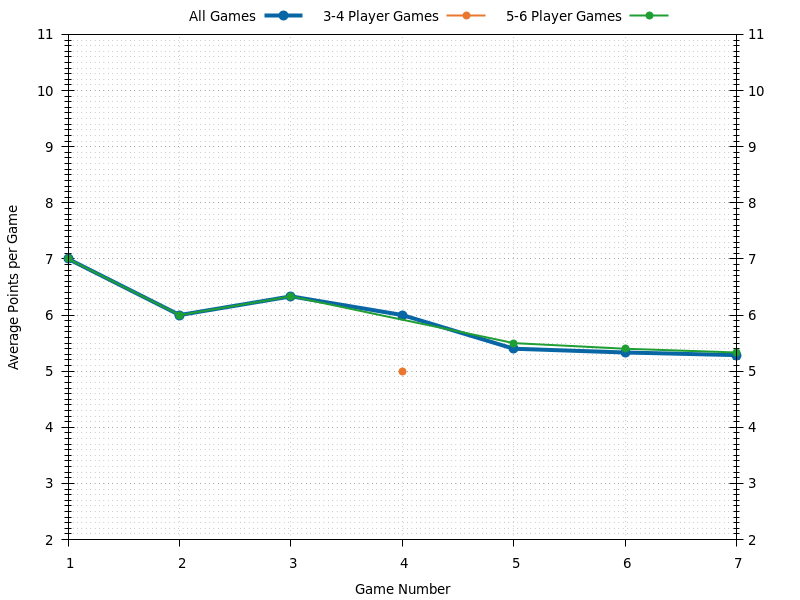 All Games 3-4 Player Games 5-6 Player Games
11 11
10 10
9 9
8 8
7 7
6 6
5 5
4 4
3 3
2 2
Average Points per Game
1 2 3 4 5 6 7
Game Number